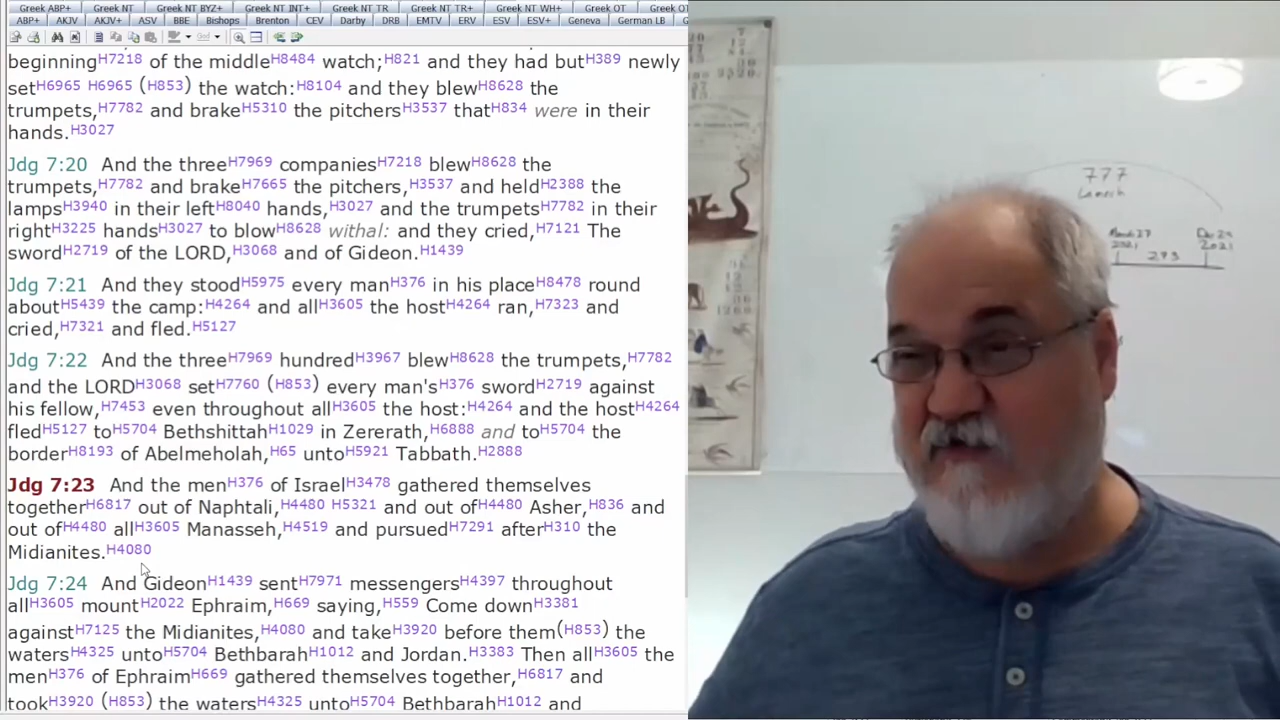 Greek ABP+ Greek NT Greek NT BYZ+ Greek NT INT+ Greek NT TR Greek NT TR+ Greek NT WH+ Greek OT Greek O
ABP+ AKJV AKJV+ ASV BBE Bishops Brenton CEV Darby DRB EMTV ERV ESV ESV+ Geneva German LB G
beginningH7218 of the middleH8484 watch;H821 and they had butH389 newly
setH6965 H6965 (H853) the watch:H8104 and they blewH8628 the
trumpets,H7782 and brakeH5310 the pitchersH3537 thatH834 were in their
hands.H3027
Jdg 7:20 And the threeH7969 companiesH7218 blewH8628 the
trumpets,H7782 and brakeH7665 the pitchers,H3537 and heldH2388 the
lampsH3940 in their leftH8040 hands,H3027 and the trumpetsH7782 in their
rightH3225 handsH3027 to blowH8628 withal: and they cried,H7121 The
swordH2719 of the LORD,H3068 and of Gideon.H1439
Jdg 7:21 And they stoodH5975 every manH376 in his placeH8478 round
aboutH5439 the camp:H4264 and allH3605 the hostH4264 ran,H7323 and
cried,H7321 and fled.H5127
Jdg 7:22 And the threeH7969 hundredH3967 blewH8628 the trumpets,H7782
and the LORDH3068 setH7760 (H853) every man'sH376 swordH2719 against
his fellow,H7453 even throughout allH3605 the host:H4264 and the hostH4264
fledH5127 toH5704 BethshittahH1029 in Zererath,H6888 and toH5704 the
borderH8193 of Abelmeholah,H65 untoH5921 Tabbath.H2888
Jdg 7:23 And the menH376 of IsraelH3478 gathered themselves
togetherH6817 out of Naphtali,H4480 H5321 and out ofH4480 Asher,H836 and
out ofH4480 allH3605 Manasseh,H4519 and pursuedH7291 afterH310 the
Midianites.H4080
Jdg 7:24 And GideonH1439 sentH7971 messengersH4397 throughout
allH3605 mountH2022 Ephraim,H669 saying,H559 Come downH3381
againstH7125 the Midianites,H4080 and takeH3920 before them(H853) the
watersH4325 untoH5704 BethbarahH1012 and Jordan.H3383 Then allH3605 the
menH376 of EphraimH669 gathered themselves together,H6817 and
tookH3920 (H853) the watersH4325 untoH5704 BethbarahH1012 and
777
Lamech
2021
2021
273
2520
1260